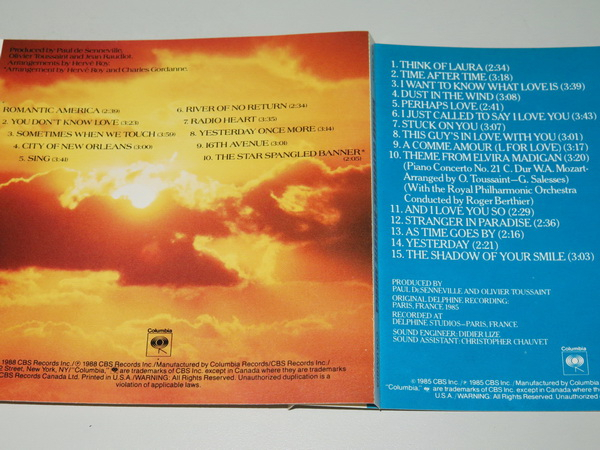 Produced by Paul de Senneville,
Olivier Toussaint and Jean Baudlot.
Arrangements by Hervé Roy.
*Arrangement by Hervé Roy and Charles Gordanne.
ROMANTIC AMERICA (2:39)
2. YOU DON'T KNOW LOVE (3:23)
3. SOMETIMES WHEN WE TOUCH (3:50)
4. CITY OF NEW ORLEANS (3:00)
5. SING (3:41)
6. RIVER OF NO RETURN (2:34)
7. RADIO HEART (3:35)
8. YESTERDAY ONCE MORE (3:14)
9. 16TH AVENUE (3:01)
10. THE STAR SPANGLED BANNER*
(2:05)
Columbia
1988 CBS Records Inc./℗ 1988 CBS Records Inc./Manufactured by Columbia Records/CBS Records Inc./
2 Street, New York, NY/"Columbia," are trademarks of CBS Inc. except in Canada where they are trademarks
CBS Records Canada Ltd. Printed in U.S.A./WARNING: All Rights Reserved. Unauthorized duplication is a
violation of applicable laws.
1. THINK OF LAURA (2:34)
2. TIME AFTER TIME (3:18)
3. I WANT TO KNOW WHAT LOVE IS (3:39)
4. DUST IN THE WIND (3:08)
5. PERHAPS LOVE (2:41)
6. I JUST CALLED TO SAY I LOVE YOU (3:43)
7. STUCK ON YOU (3:07)
8. THIS GUY'S IN LOVE WITH YOU (3:01)
9. A COMME AMOUR (L FOR LOVE) (3:17)
10. THEME FROM ELVIRA MADIGAN (3:20)
(Piano Concerto No. 21 C. Dur W.A. Mozart-
Arranged by O. Toussaint—G. Salesses)
(With the Royal Philharmonic Orchestra
Conducted by Roger Berthier)
11. AND I LOVE YOU SO (2:29)
12. STRANGER IN PARADISE (2:36)
13. AS TIME GOES BY (2:16)
14. YESTERDAY (2:21)
15. THE SHADOW OF YOUR SMILE (3:03)
PRODUCED BY
PAUL DE SENNEVILLE AND OLIVIER TOUSSAINT
ORIGINAL DELPHINE RECORDING:
PARIS, FRANCE 1985
RECORDED AT
DELPHINE STUDIOS—PARIS, FRANCE
SOUND ENGINEER: DIDIER LIZE
SOUND ASSISTANT: CHRISTOPHER CHAUVET
Columbia
© 1985 CBS Inc./℗ 1985 CBS Inc./Manufactured by Columbia
"Columbia," are trademarks of CBS Inc. except in Canada where the
U.S.A./WARNING: All Rights Reserved. Unauthorized